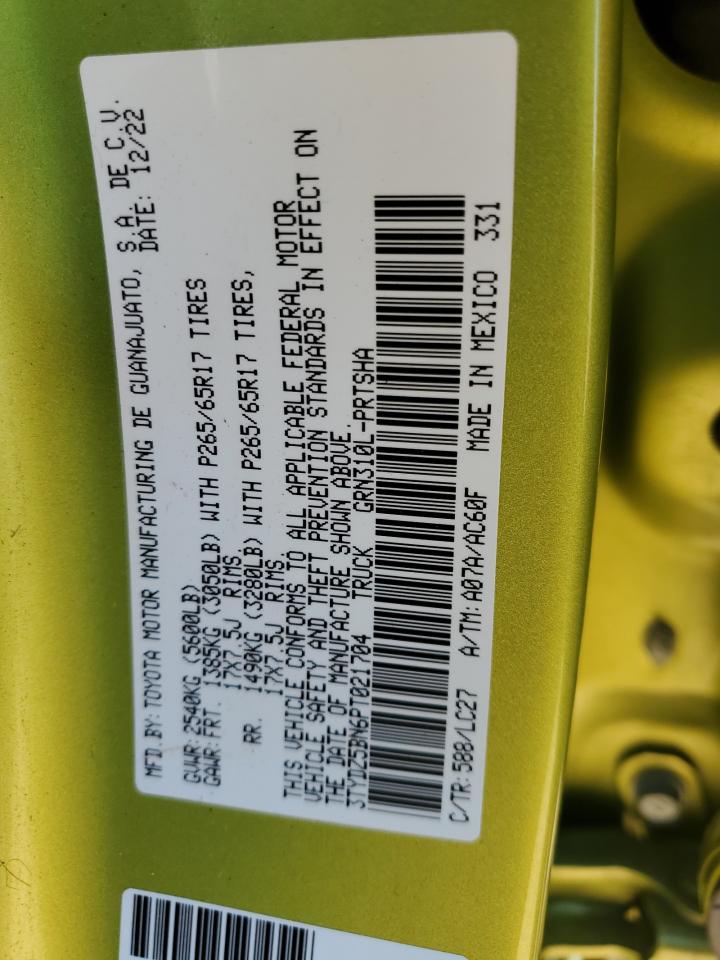 MFD.BY: TOYOTA MOTOR MANUFACTURING DE GUANAJUATO, S.A. DE C.V.
DATE: 12/22
GVWR: 2540KG (5600LB)
GAWR: FRT. 1385KG (3050LB) WITH P265/65R17 TIRES
17X7.5J RIMS
RR. 1490KG (3280LB) WITH P265/65R17 TIRES,
17X7.5J RIMS
THIS VEHICLE CONFORMS TO ALL APPLICABLE FEDERAL MOTOR
VEHICLE SAFETY AND THEFT PREVENTION STANDARDS IN EFFECT ON
THE DATE OF MANUFACTURE SHOWN ABOVE.
3TYDZ5BN6PT021704 TRUCK GRN310L-PRTSHA
C/TR: 588/LC27 A/TM: A07A/AC60F MADE IN MEXICO 331